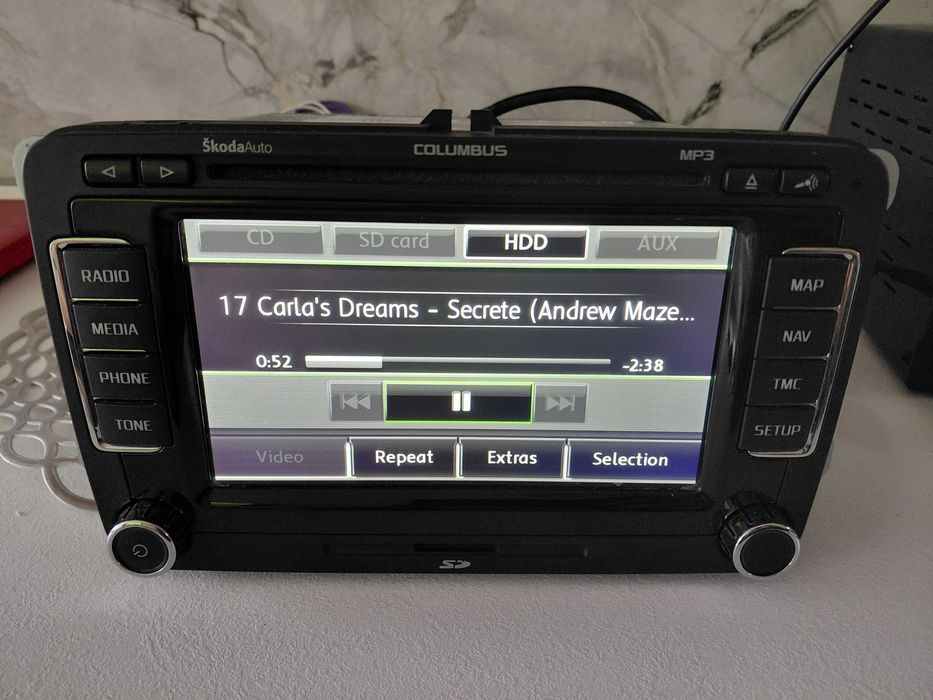 ŠkodaAuto
COLUMBUS
MP3
CD
SD card
HDD
AUX
RADIO
MEDIA
PHONE
TONE
17 Carla's Dreams - Secrete (Andrew Maze...
0:52
-2:38
Video
Repeat
Extras
Selection
MAP
NAV
TMC
SETUP
SD